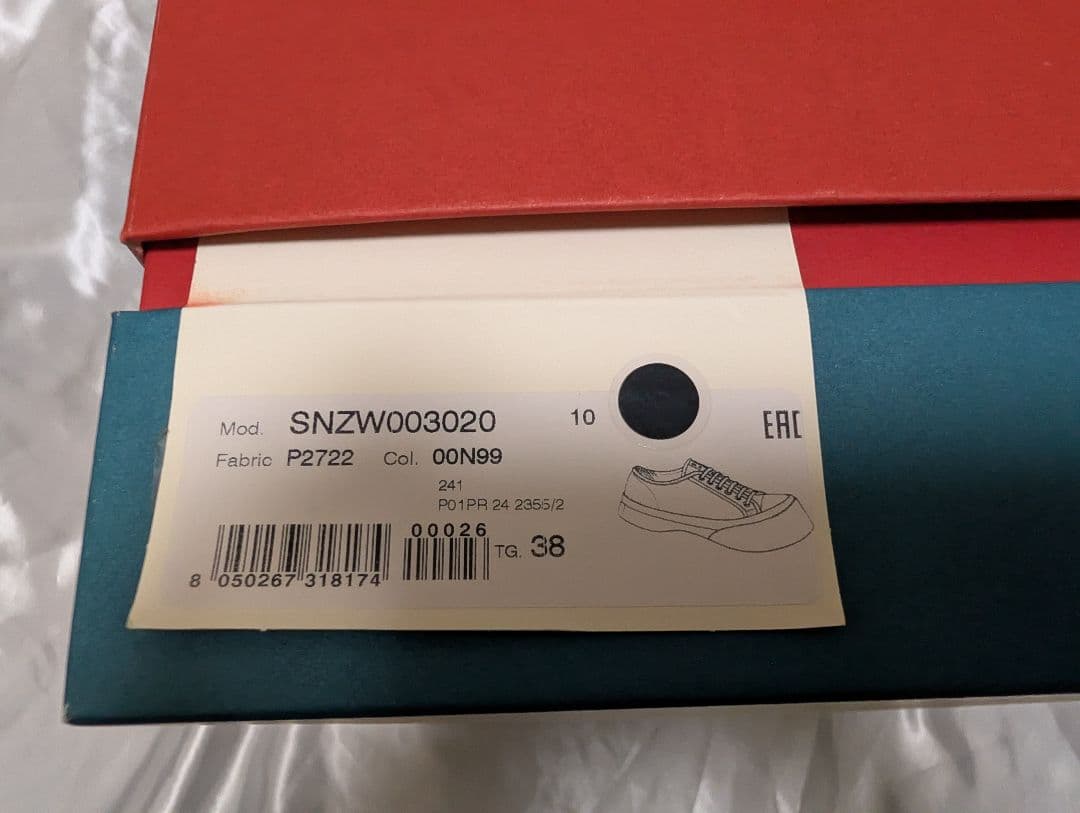 Mod. SNZW003020 10 EAC
Fabric P2722 Col. 00N99
241
P01PR 24 2355/2
00026
TG. 38
8 050267 318174